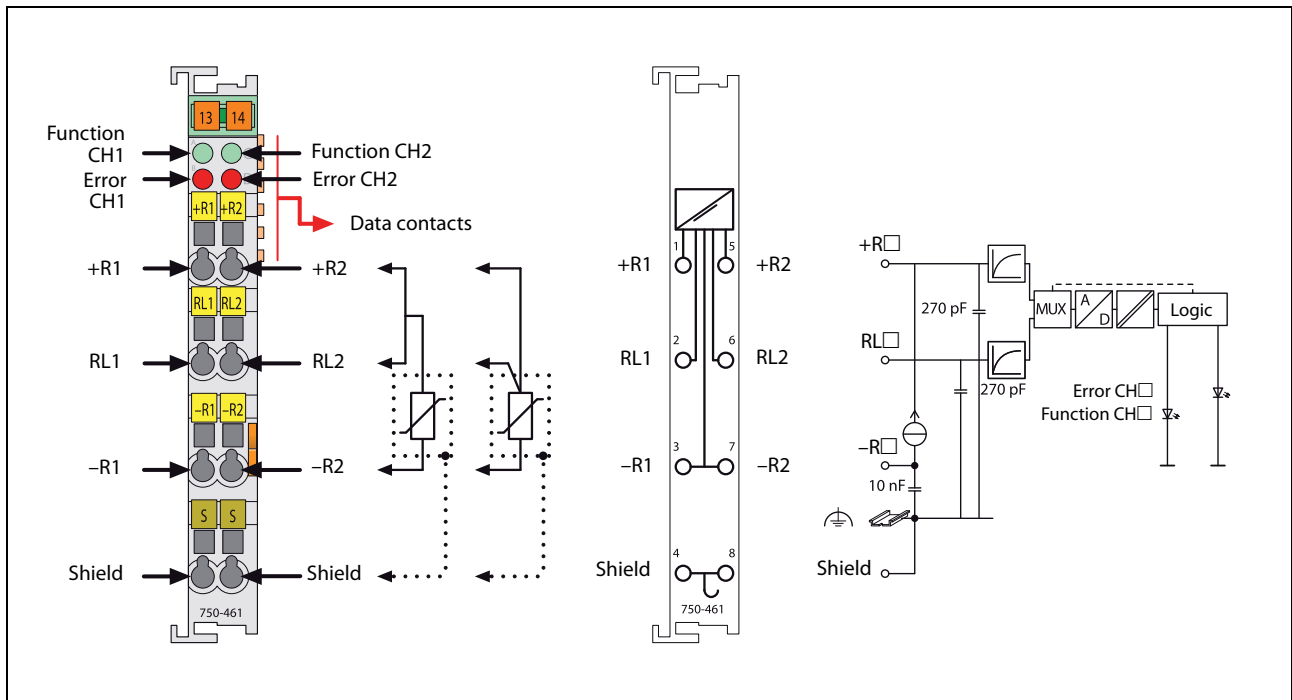 13 14
Function CH1
Function CH2
Error CH1
Error CH2
+R1 +R2
Data contacts
+R1
+R2
RL1 RL2
RL1
RL2
–R1 –R2
–R1
–R2
S S
Shield
Shield
750-461
1 5
+R1
+R2
2 6
RL1
RL2
3 7
–R1
–R2
4 8
Shield
750-461
+R□
270 pF
MUX
A
D
Logic
RL□
270 pF
Error CH□
Function CH□
–R□
10 nF
Shield